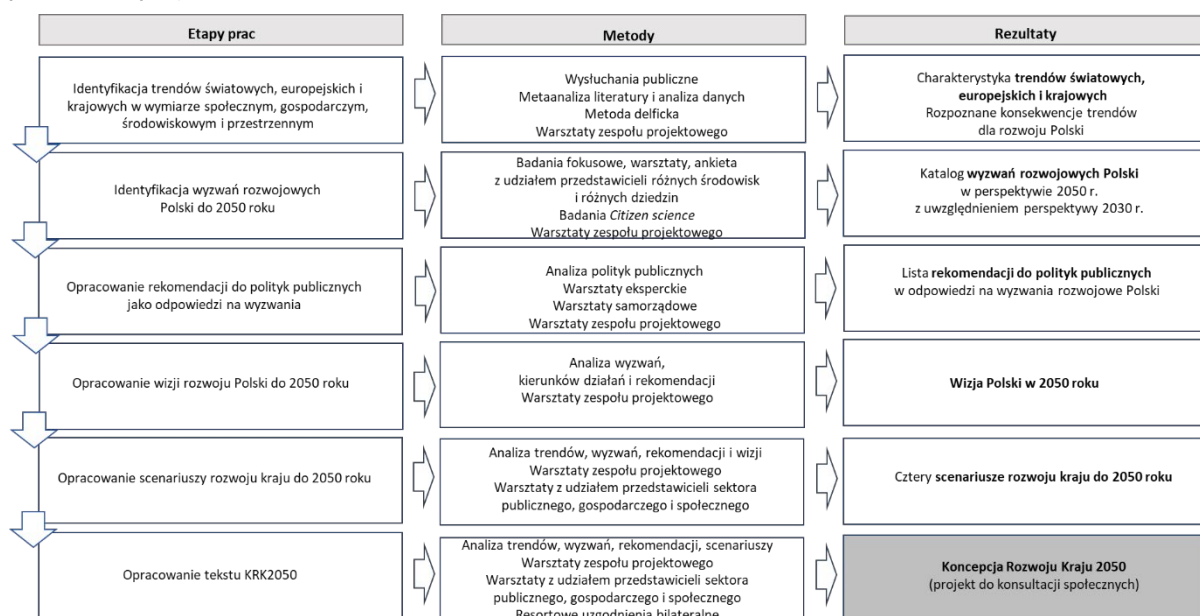 Etapy prac
Metody
Rezultaty
Identyfikacja trendów światowych, europejskich i
krajowych w wymiarze społecznym, gospodarczym,
środowiskowym i przestrzennym
Wysłuchania publiczne
Metaanaliza literatury i analiza danych
Metoda delficka
Warsztaty zespołu projektowego
Charakterystyka trendów światowych,
europejskich i krajowych
Rozpoznane konsekwencje trendów
dla rozwoju Polski
Identyfikacja wyzwań rozwojowych
Polski do 2050 roku
Badania fokusowe, warsztaty, ankieta
z udziałem przedstawicieli różnych środowisk
i różnych dziedzin
Badania Citizen science
Warsztaty zespołu projektowego
Katalog wyzwań rozwojowych Polski
w perspektywie 2050 r.
z uwzględnieniem perspektywy 2030 r.
Opracowanie rekomendacji do polityk publicznych
jako odpowiedzi na wyzwania
Analiza polityk publicznych
Warsztaty eksperckie
Warsztaty samorządowe
Warsztaty zespołu projektowego
Lista rekomendacji do polityk publicznych
w odpowiedzi na wyzwania rozwojowe Polski
Opracowanie wizji rozwoju Polski do 2050 roku
Analiza wyzwań,
kierunków działań i rekomendacji
Warsztaty zespołu projektowego
Wizja Polski w 2050 roku
Opracowanie scenariuszy rozwoju kraju do 2050 roku
Analiza trendów, wyzwań, rekomendacji i wizji
Warsztaty zespołu projektowego
Warsztaty z udziałem przedstawicieli sektora
publicznego, gospodarczego i społecznego
Cztery scenariusze rozwoju kraju do 2050 roku
Opracowanie tekstu KRK2050
Analiza trendów, wyzwań, rekomendacji, scenariuszy
Warsztaty zespołu projektowego
Warsztaty z udziałem przedstawicieli sektora
publicznego, gospodarczego i społecznego
Resortowe uzgodnienia bilateralne
Koncepcja Rozwoju Kraju 2050
(projekt do konsultacji społecznych)